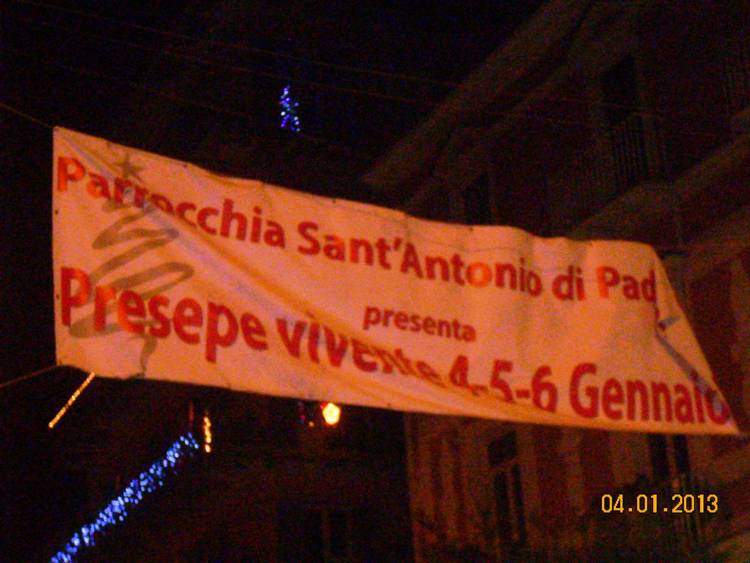 Parrocchia Sant'Antonio di Pad
presenta
Presepe vivente 4-5-6 Gennaio
04.01.2013